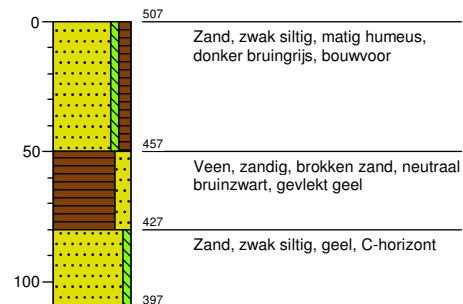 0
507
Zand, zwak siltig, matig humeus,
donker bruingrijs, bouwvoor
50
457
Veen, zandig, brokken zand, neutraal
bruinzwart, gevlekt geel
427
Zand, zwak siltig, geel, C-horizont
100
397